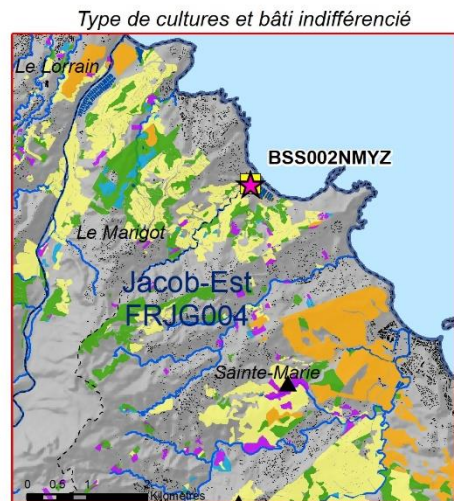 Type de cultures et bâti indifférencié
Le Lorrain
BSS002NMYZ
Le Marigot
Jacob-Est
FRJG004
Sainte-Marie
0 0.5 1 2
Kilomètres